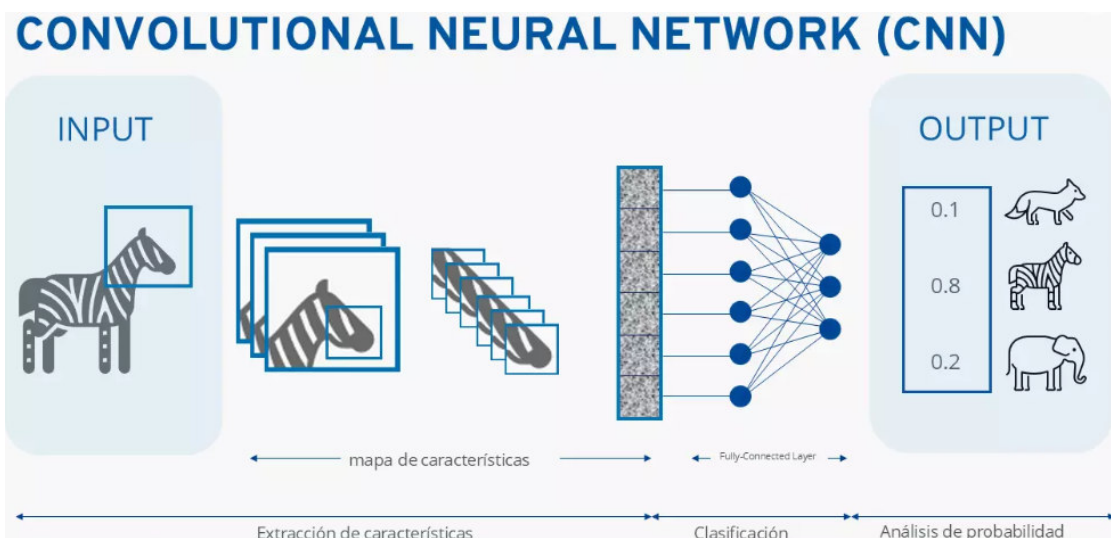 CONVOLUTIONAL NEURAL NETWORK (CNN)
INPUT
OUTPUT
0.1
0.8
0.2
mapa de características
Fully-Connected Layer
Extracción de características
Clasificación
Análisis de probabilidad